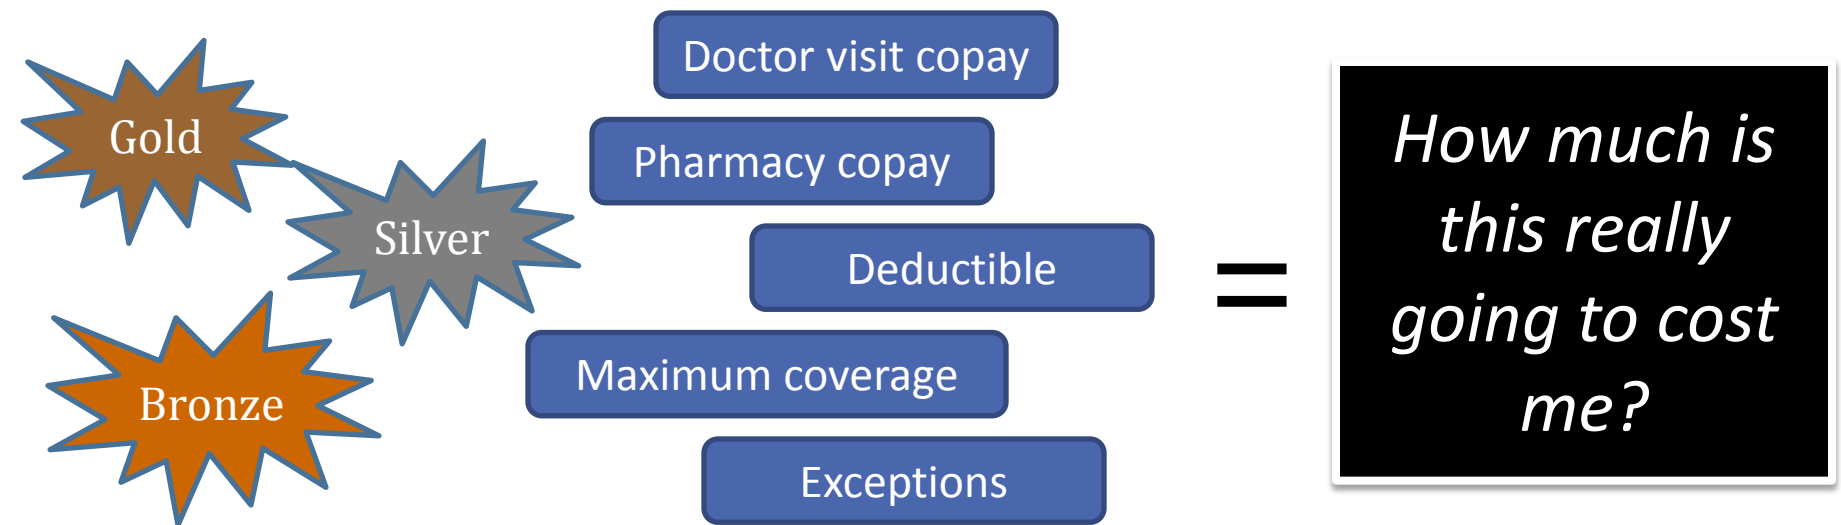 Gold
Silver
Bronze
Doctor visit copay
Pharmacy copay
Deductible
Maximum coverage
Exceptions
=
How much is
this really
going to cost
me?